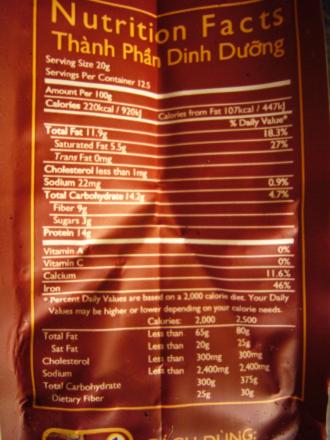 Nutrition Facts
Thành Phần Dinh Dưỡng
Serving Size 20g
Servings Per Container 12.5
Amount Per 100g
Calories 220kcal / 920kJ Calories from Fat 107kcal / 447kJ
% Daily Value*
Total Fat 11.9g 18.3%
Saturated Fat 5.5g 27%
Trans Fat 0mg
Cholesterol less than 1mg
Sodium 22mg 0.9%
Total Carbohydrate 14.2g 4.7%
Fiber 9g
Sugars 3g
Protein 14g
Vitamin A 0%
Vitamin C 0%
Calcium 11.6%
Iron 46%
* Percent Daily Values are based on a 2,000 calorie diet. Your Daily
Values may be higher or lower depending on your calorie needs.
Calories: 2,000 2,500
Total Fat Less than 65g 80g
Sat Fat Less than 20g 25g
Cholesterol Less than 300mg 300mg
Sodium Less than 2,400mg 2,400mg
Total Carbohydrate 300g 375g
Dietary Fiber 25g 30g
DÙNG: